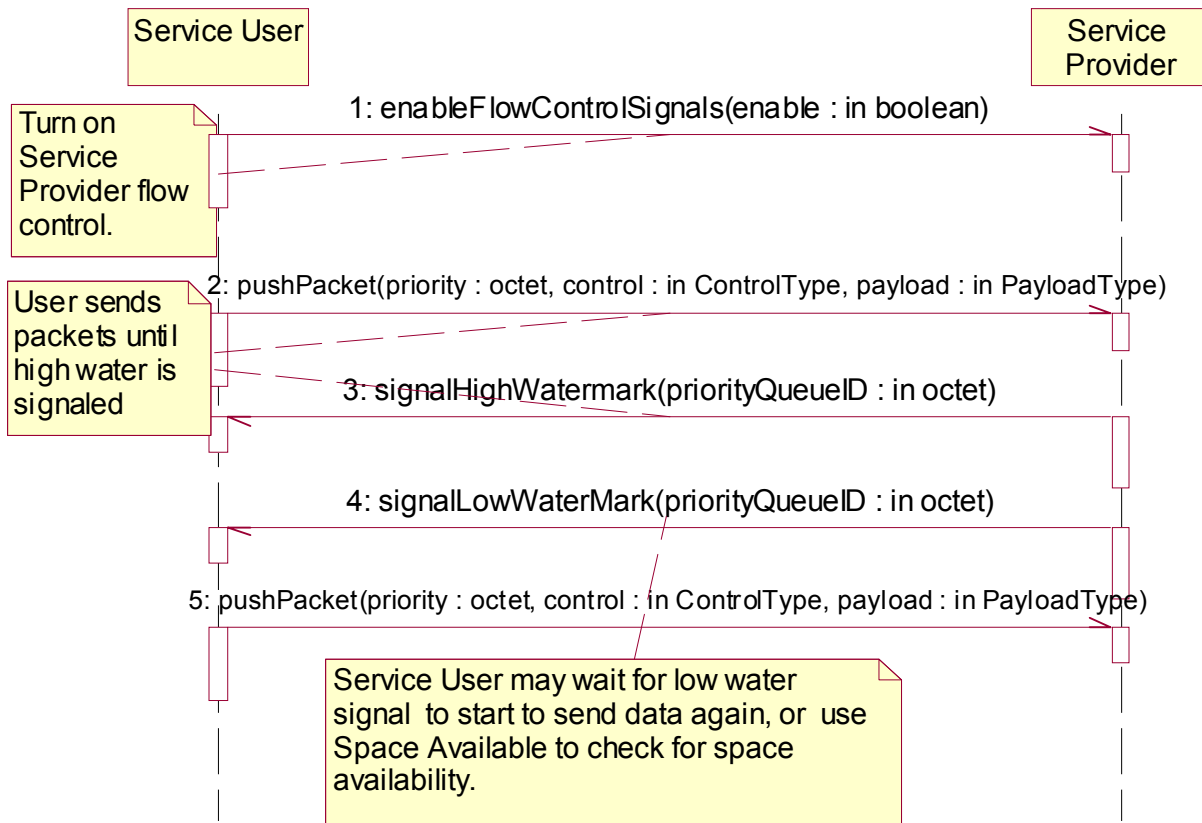 Service User
Service
Provider
1: enableFlowControlSignals(enable : in boolean)
Turn on
Service
Provider flow
control.
2: pushPacket(priority : octet, control : in ControlType, payload : in PayloadType)
User sends
packets until
high water is
signaled
3: signalHighWatermark(priorityQueueID : in octet)
4: signalLowWaterMark(priorityQueueID : in octet)
5: pushPacket(priority : octet, control : in ControlType, payload : in PayloadType)
Service User may wait for low water
signal to start to send data again, or use
Space Available to check for space
availability.